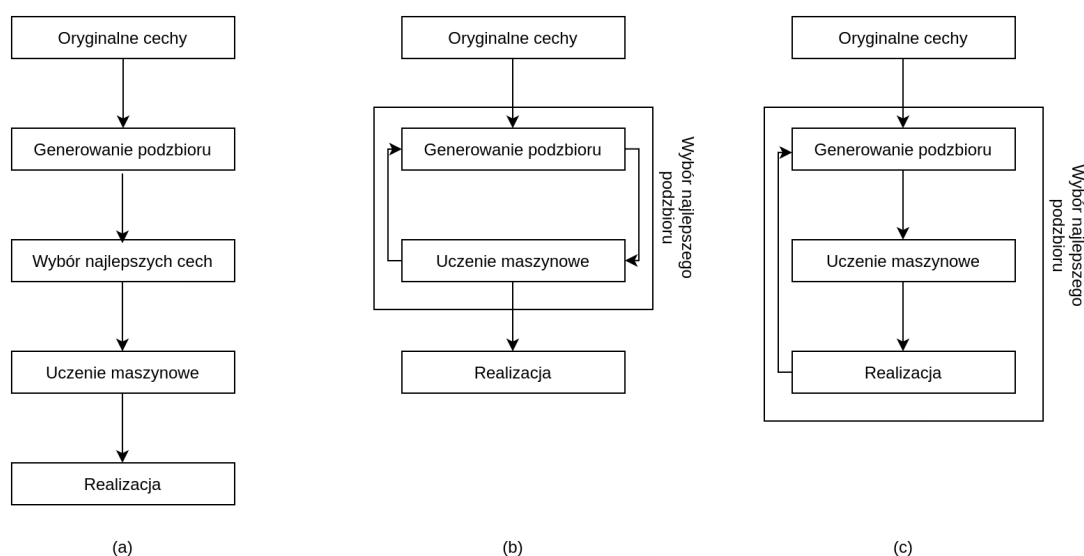 Oryginalne cechy
Generowanie podzbioru
Wybór najlepszych cech
Uczenie maszynowe
Realizacja
(a)
Oryginalne cechy
Generowanie podzbioru
Uczenie maszynowe
Wybór najlepszego
podzbioru
Realizacja
(b)
Oryginalne cechy
Generowanie podzbioru
Uczenie maszynowe
Realizacja
Wybór najlepszego
podzbioru
(c)